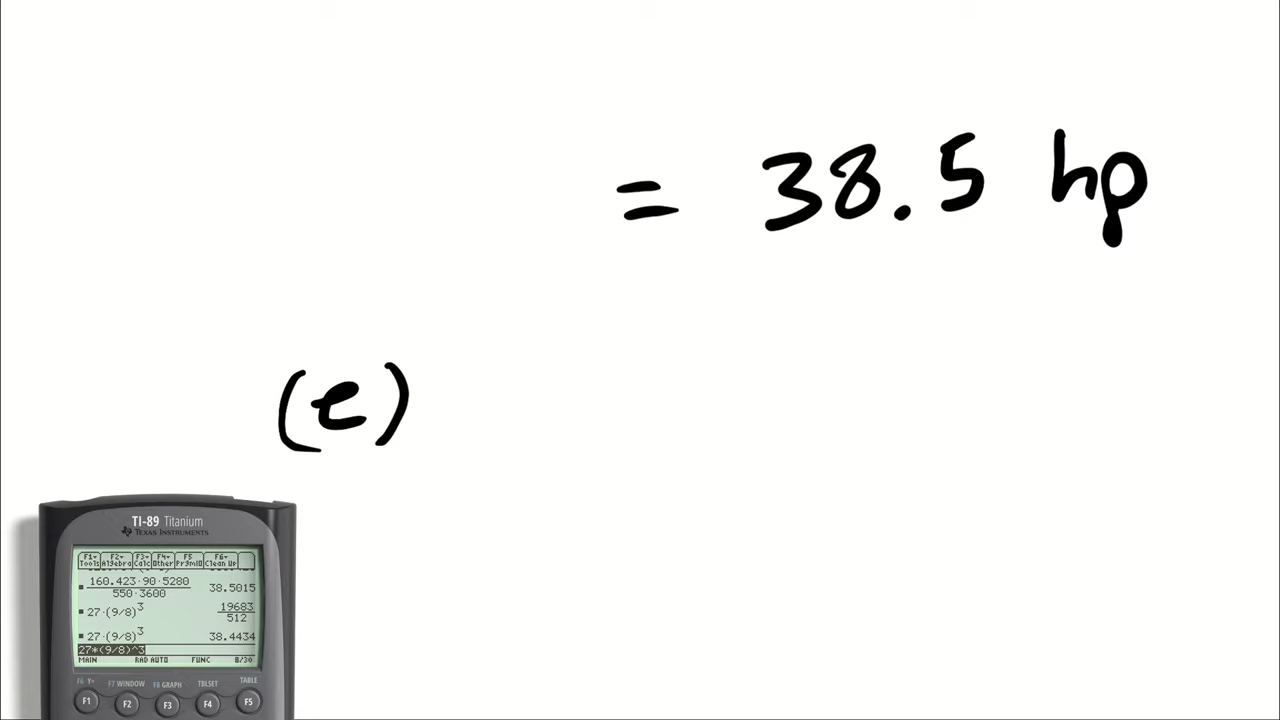 = 38.5 hp
(e)
TI-89 Titanium
TEXAS INSTRUMENTS
F1▾ F2▾ F3▾ F4▾ F5 F6▾
Tools Algebra Calc Other PrgmIO Clean Up
160.423·90·5280
550·3600
38.5015
27·(9/8)^3
19683
512
27·(9/8)^3 38.4434
27*(9/8)^3
MAIN RAD AUTO FUNC 8/30
F6 Y= F7 WINDOW F8 GRAPH TBLSET TABLE
F1 F2 F3 F4 F5